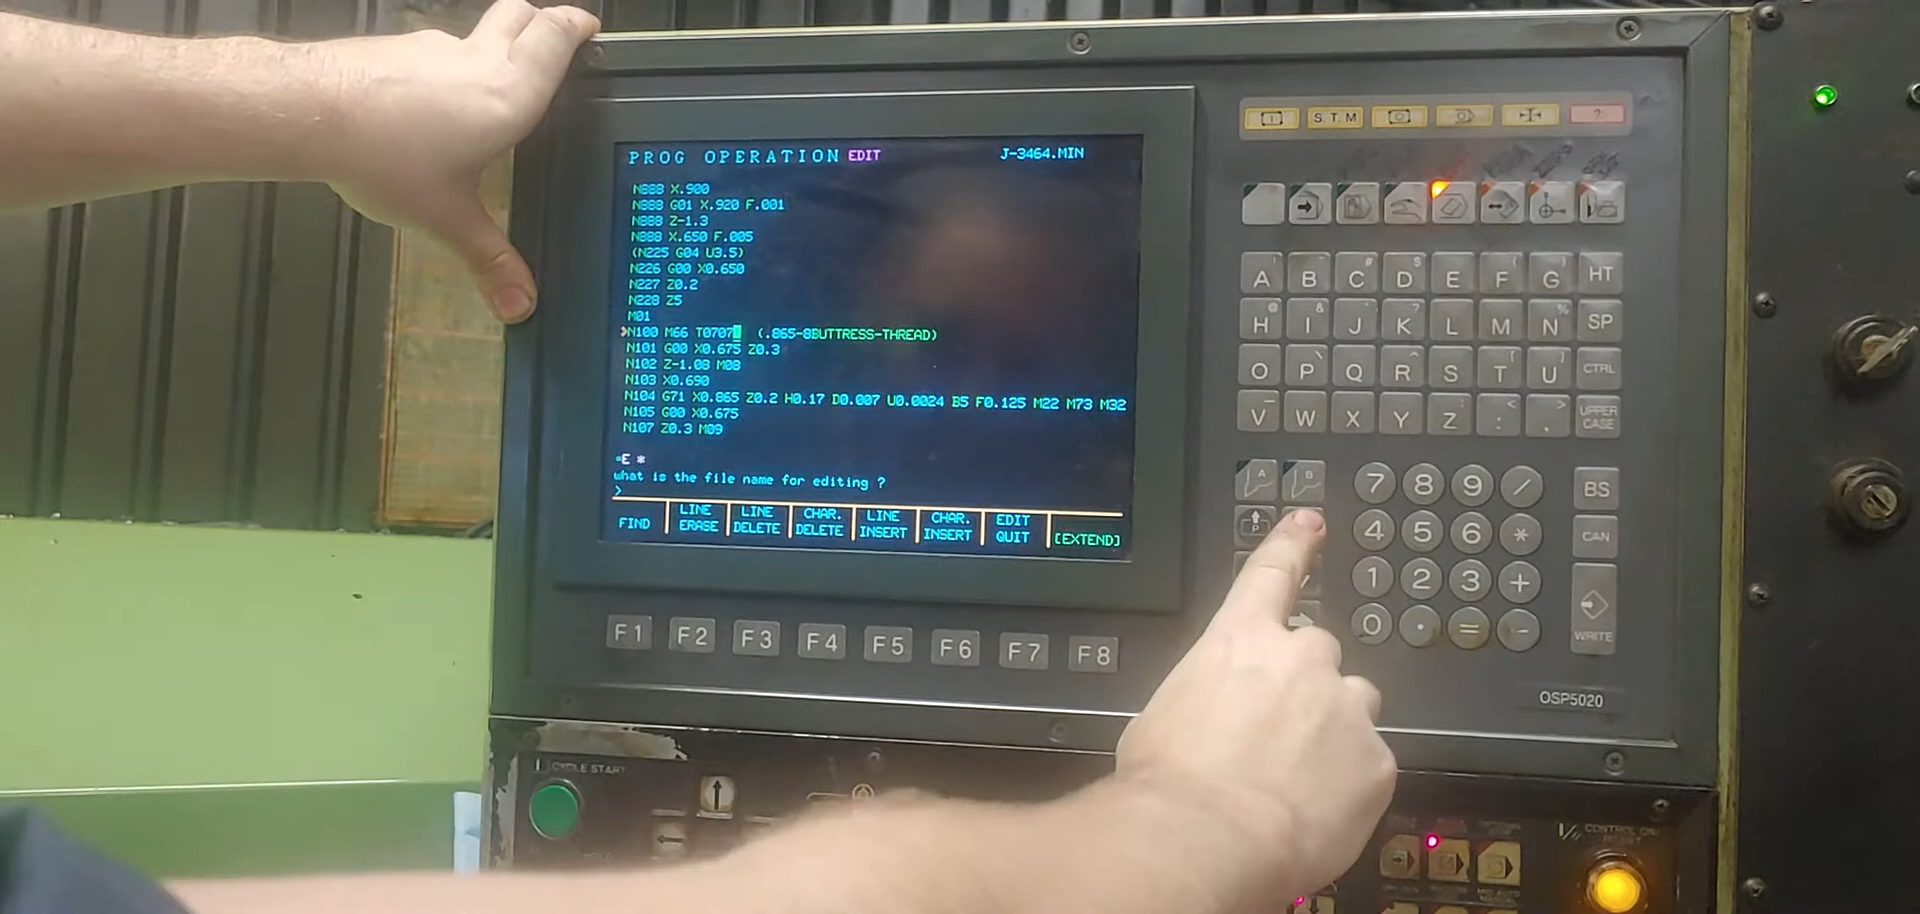 PROG OPERATION EDIT J-3464.MIN
N888 X.900
N888 G01 X.920 F.001
N888 Z-1.3
N888 X.650 F.005
(N225 G04 U3.5)
N226 G00 X0.650
N227 Z0.2
N228 Z5
M01
N100 M66 T0707 (.865-8BUTTRESS-THREAD)
N101 G00 X0.675 Z0.3
N102 Z-1.08 M08
N103 X0.690
N104 G71 X0.865 Z0.2 H0.17 D0.007 U0.0024 B5 F0.125 M22 M73 M32
N105 G00 X0.675
N107 Z0.3 M09
=E *
what is the file name for editing ?
>
FIND LINE ERASE LINE DELETE CHAR. DELETE LINE INSERT CHAR. INSERT EDIT QUIT [EXTEND]
F1 F2 F3 F4 F5 F6 F7 F8
S.T.M ?
A B C D E F G HT
H I J K L M N SP
O P Q R S T U CTRL
V W X Y Z : , UPPER CASE
A B 7 8 9 / BS
P 4 5 6 * CAN
1 2 3 +
0 . = - WRITE
OSP5020
CYCLE START
CONTROL ON